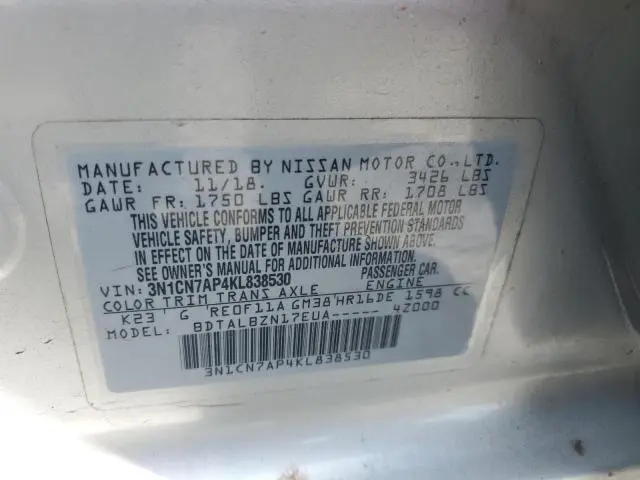 MANUFACTURED BY NISSAN MOTOR CO.,LTD.
DATE: 11/18. GVWR: 3426 LBS
GAWR FR: 1750 LBS GAWR RR: 1708 LBS
THIS VEHICLE CONFORMS TO ALL APPLICABLE FEDERAL MOTOR
VEHICLE SAFETY, BUMPER AND THEFT PREVENTION STANDARDS
IN EFFECT ON THE DATE OF MANUFACTURE SHOWN ABOVE.
SEE OWNER'S MANUAL FOR ADDITIONAL INFORMATION.
VIN: 3N1CN7AP4KL838530 PASSENGER CAR.
COLOR TRIM TRANS AXLE ENGINE
K23 G RE0F11A GM38 HR16DE 1598 CC
MODEL: BDTALBZN17EUA----- 4Z000
3N1CN7AP4KL838530